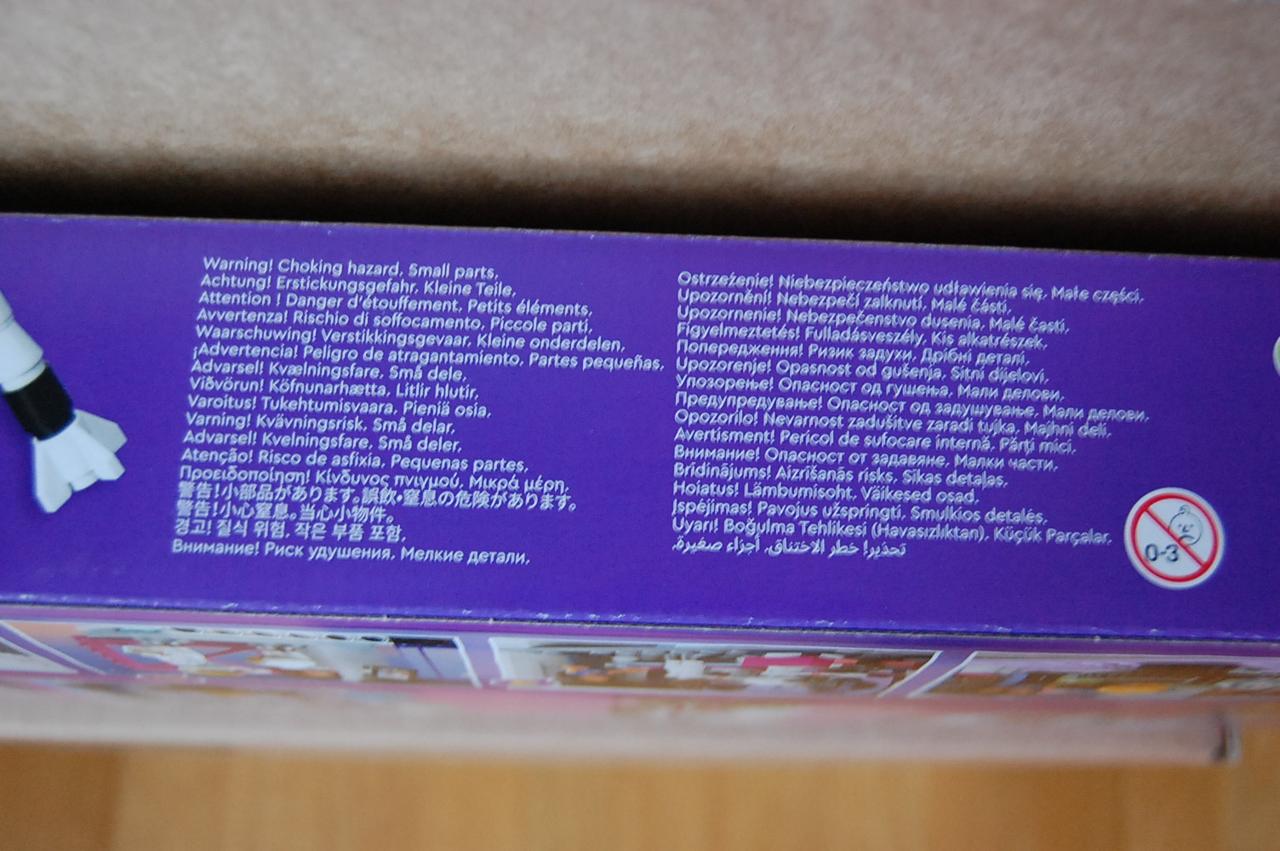 Warning! Choking hazard. Small parts.
Achtung! Erstickungsgefahr. Kleine Teile.
Attention ! Danger d'étouffement. Petits éléments.
Avvertenza! Rischio di soffocamento. Piccole parti.
Waarschuwing! Verstikkingsgevaar. Kleine onderdelen.
¡Advertencia! Peligro de atragantamiento. Partes pequeñas.
Advarsel! Kvælningsfare. Små dele.
Viðvörun! Köfnunarhætta. Litlir hlutir.
Varoitus! Tukehtumisvaara. Pieniä osia.
Varning! Kvävningsrisk. Små delar.
Advarsel! Kvelningsfare. Små deler.
Atenção! Risco de asfixia. Pequenas partes.
Προειδοποίηση! Κίνδυνος πνιγμού. Μικρά μέρη.
警告!小部品があります。誤飲・窒息の危険があります。
警告!小心窒息。当心小物件。
경고! 질식 위험. 작은 부품 포함.
Внимание! Риск удушения. Мелкие детали.
Ostrzeżenie! Niebezpieczeństwo udławienia się. Małe części.
Upozornění! Nebezpečí zalknutí. Malé části.
Upozornenie! Nebezpečenstvo dusenia. Malé časti.
Figyelmeztetés! Fulladásveszély. Kis alkatrészek.
Попередження! Ризик задухи. Дрібні деталі.
Upozorenje! Opasnost od gušenja. Sitni dijelovi.
Упозорење! Опасност од гушења. Мали делови.
Предупредување! Опасност од задушување. Мали делови.
Opozorilo! Nevarnost zadušitve zaradi tujka. Majhni deli.
Avertisment! Pericol de sufocare internă. Părți mici.
Внимание! Опасност от задавяне. Малки части.
Brīdinājums! Aizrīšanās risks. Sīkas detaļas.
Hoiatus! Lämbumisoht. Väikesed osad.
Įspėjimas! Pavojus užspringti. Smulkios detalės.
Uyarı! Boğulma Tehlikesi (Havasızlıktan). Küçük Parçalar.
تحذير! خطر الاختناق. أجزاء صغيرة.
0-3